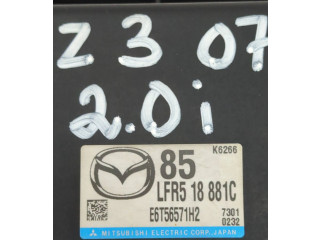 Z 3 07
2.0i
K6266
85
LFR5 18 881C
E6T56571H2
7301
0232
MITSUBISHI ELECTRIC CORP. JAPAN